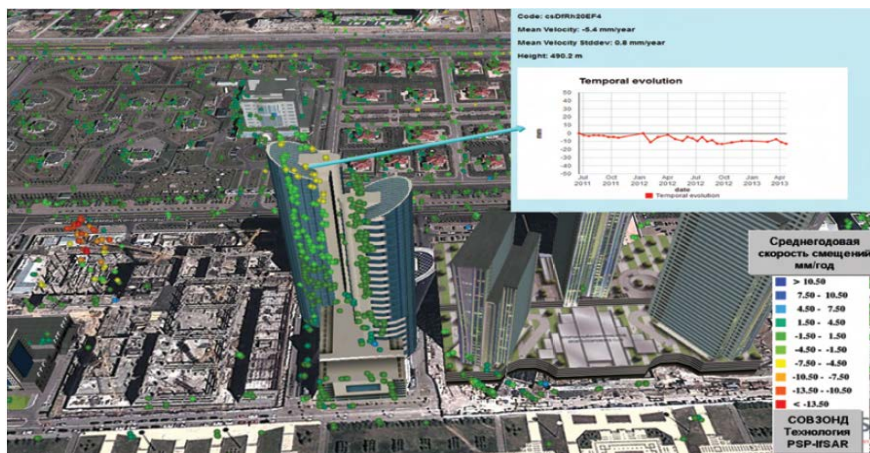 Code: csDfRh20EF4
Mean Velocity: -5.4 mm/year
Mean Velocity Stddev: 0.8 mm/year
Height: 490.2 m
Temporal evolution
50
40
30
20
10
0
-10
-20
-30
-40
-50
mm
Jul 2011
Oct 2011
Jan 2012
Apr 2012
Jul 2012
Oct 2012
Jan 2013
Apr 2013
date
Temporal evolution
Среднегодовая
скорость смещений
мм/год
> 10.50
7.50 - 10.50
4.50 - 7.50
1.50 - 4.50
-1.50 - 1.50
-4.50 - -1.50
-7.50 - -4.50
-10.50 - -7.50
-13.50 - -10.50
< -13.50
СОВЗОНД
Технология
PSP-IfSAR